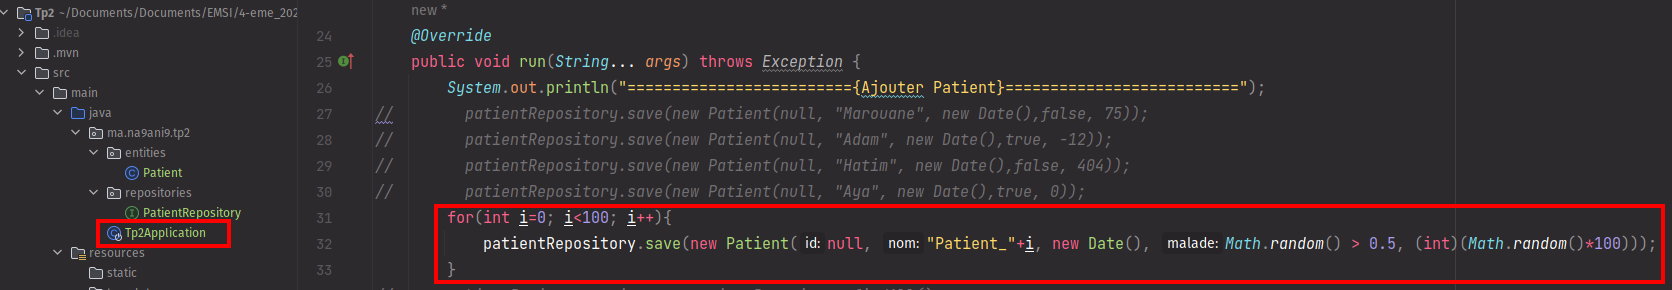 Tp2 ~/Documents/Documents/EMSI/4-eme_202
.idea
.mvn
src
main
java
ma.na9ani9.tp2
entities
Patient
repositories
PatientRepository
Tp2Application
resources
static
new *
24 @Override
25 public void run(String... args) throws Exception {
26 System.out.println("========================={Ajouter Patient}==========================");
27 // patientRepository.save(new Patient(null, "Marouane", new Date(),false, 75));
28 // patientRepository.save(new Patient(null, "Adam", new Date(),true, -12));
29 // patientRepository.save(new Patient(null, "Hatim", new Date(),false, 404));
30 // patientRepository.save(new Patient(null, "Aya", new Date(),true, 0));
31 for(int i=0; i<100; i++){
32 patientRepository.save(new Patient( id: null, nom: "Patient_"+i, new Date(), malade: Math.random() > 0.5, (int)(Math.random()*100)));
33 }